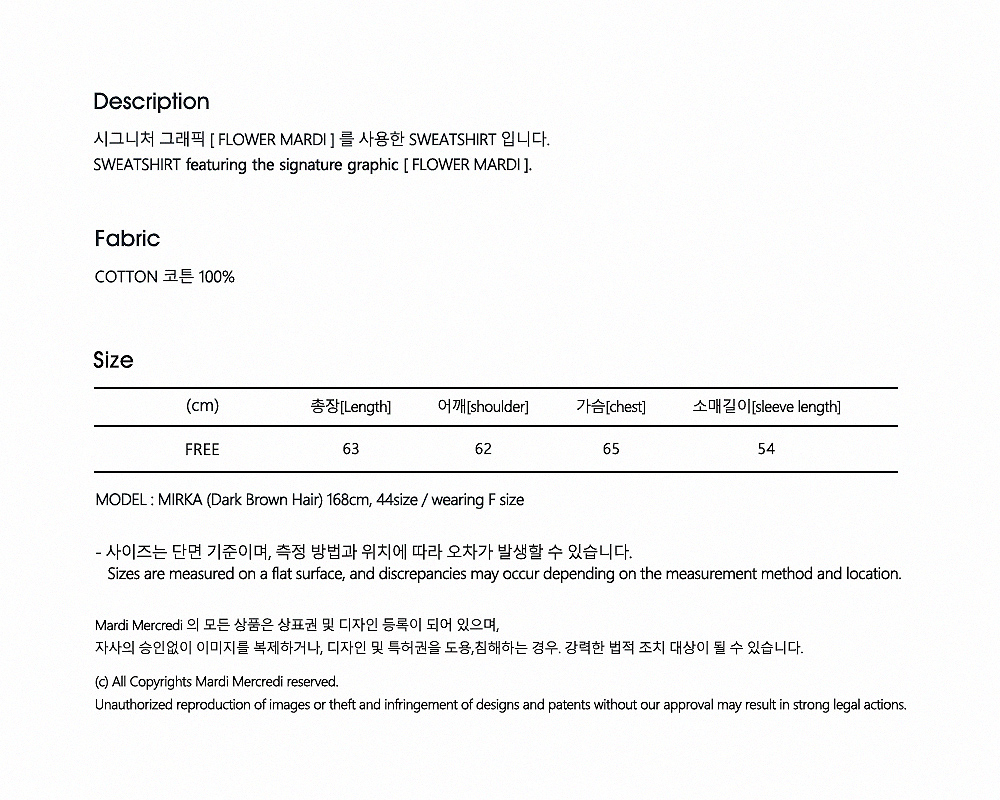 Description
시그니처 그래픽 [ FLOWER MARDI ] 를 사용한 SWEATSHIRT 입니다.
SWEATSHIRT featuring the signature graphic [ FLOWER MARDI ].
Fabric
COTTON 코튼 100%
Size
(cm) 총장[Length] 어깨[shoulder] 가슴[chest] 소매길이[sleeve length]
FREE 63 62 65 54
MODEL : MIRKA (Dark Brown Hair) 168cm, 44size / wearing F size
- 사이즈는 단면 기준이며, 측정 방법과 위치에 따라 오차가 발생할 수 있습니다.
Sizes are measured on a flat surface, and discrepancies may occur depending on the measurement method and location.
Mardi Mercredi 의 모든 상품은 상표권 및 디자인 등록이 되어 있으며,
자사의 승인없이 이미지를 복제하거나, 디자인 및 특허권을 도용,침해하는 경우. 강력한 법적 조치 대상이 될 수 있습니다.
(c) All Copyrights Mardi Mercredi reserved.
Unauthorized reproduction of images or theft and infringement of designs and patents without our approval may result in strong legal actions.